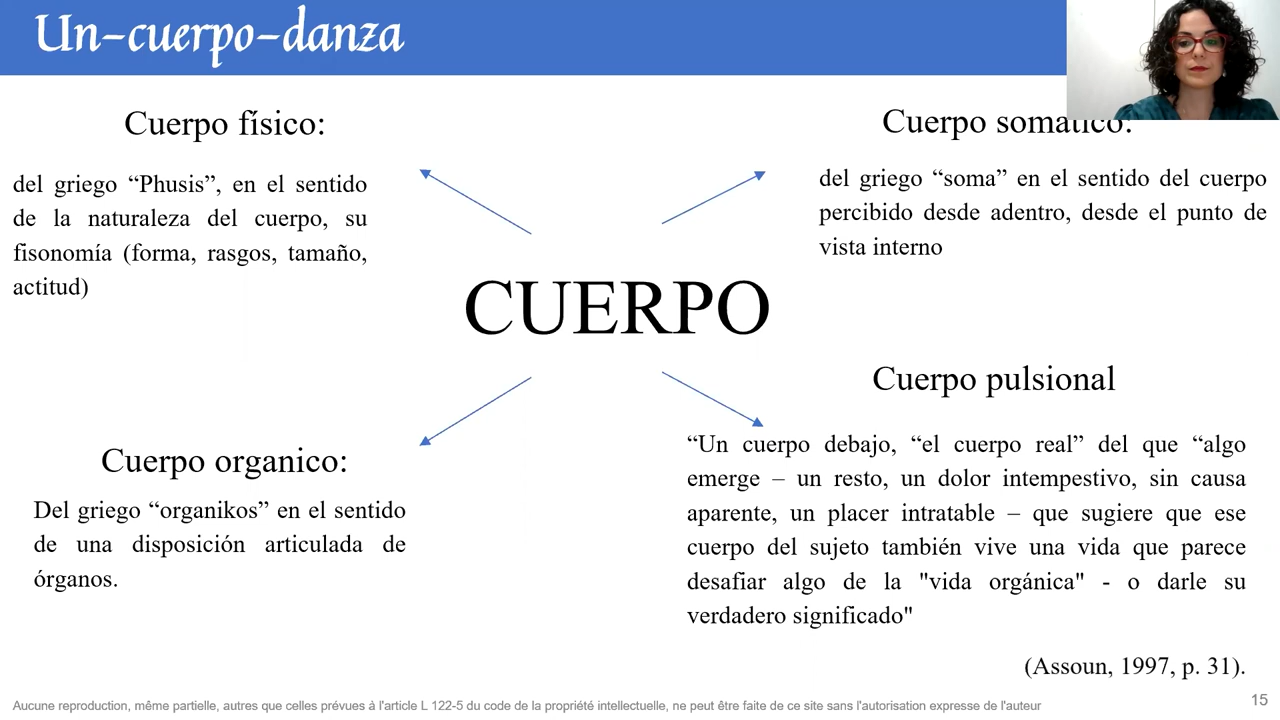 Un-cuerpo-danza
Cuerpo físico:
del griego “Phusis”, en el sentido
de la naturaleza del cuerpo, su
fisonomía (forma, rasgos, tamaño,
actitud)
Cuerpo somático:
del griego “soma” en el sentido del cuerpo
percibido desde adentro, desde el punto de
vista interno
CUERPO
Cuerpo organico:
Del griego “organikos” en el sentido
de una disposición articulada de
órganos.
Cuerpo pulsional
“Un cuerpo debajo, “el cuerpo real” del que “algo
emerge – un resto, un dolor intempestivo, sin causa
aparente, un placer intratable – que sugiere que ese
cuerpo del sujeto también vive una vida que parece
desafiar algo de la "vida orgánica" - o darle su
verdadero significado"
(Assoun, 1997, p. 31).
Aucune reproduction, même partielle, autres que celles prévues à l'article L 122-5 du code de la propriété intellectuelle, ne peut être faite de ce site sans l'autorisation expresse de l'auteur
15